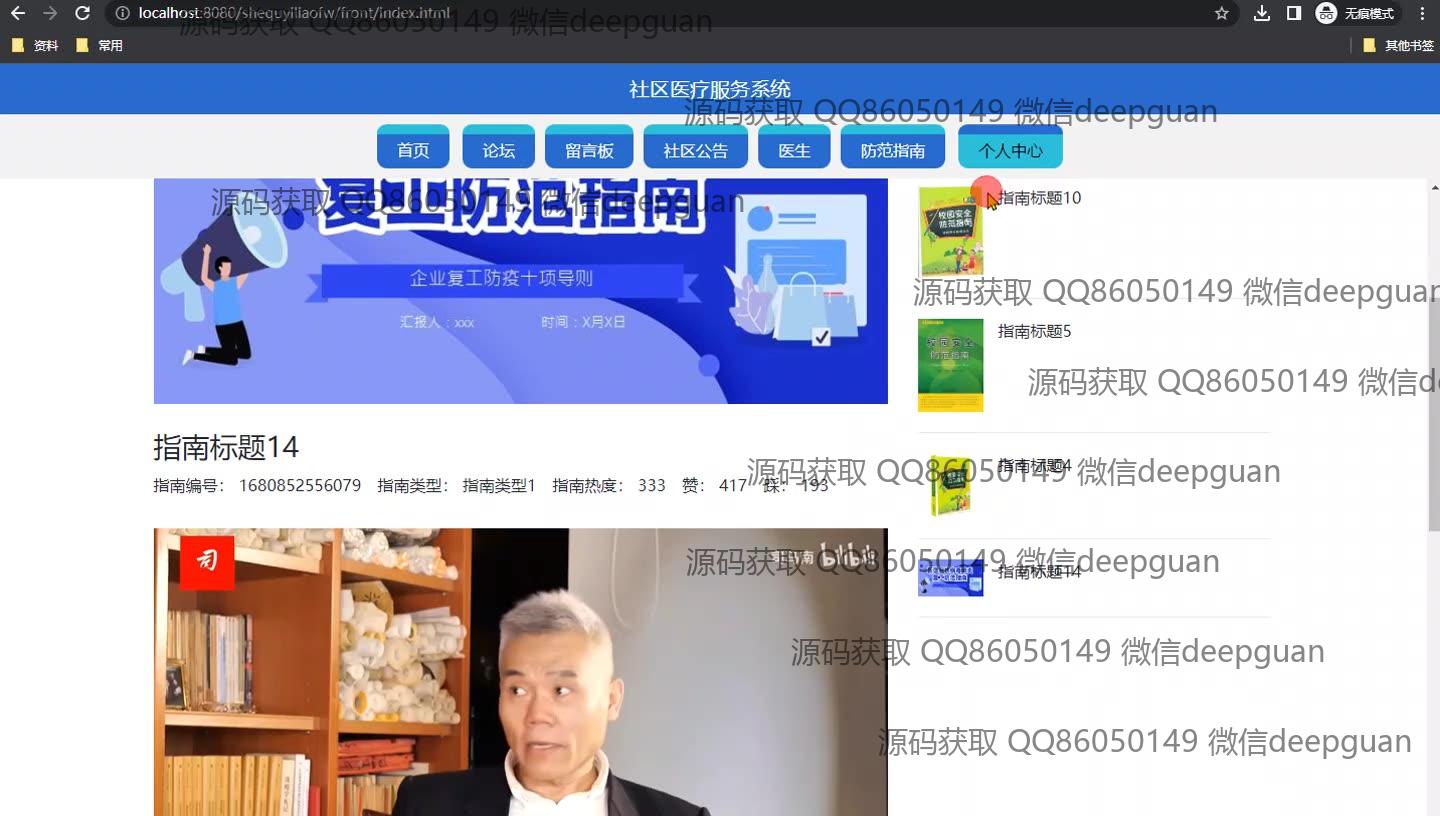 localhost:8080/shequyiliaofw/front/index.html
无痕模式
资料
常用
其他书签
源码获取 QQ86050149 微信deepguan
社区医疗服务系统
源码获取 QQ86050149 微信deepguan
首页
论坛
留言板
社区公告
医生
防范指南
个人中心
复工防范指南
源码获取 QQ86050149 微信deepguan
企业复工防疫十项导则
汇报人：xxx
时间：X月X日
指南标题10
校园安全
防范指南
源码获取 QQ86050149 微信deepguan
指南标题5
校园安全
防范指南
源码获取 QQ86050149 微信d
指南标题14
指南标题4
源码获取 QQ86050149 微信deepguan
指南编号： 1680852556079 指南类型： 指南类型1 指南热度： 333 赞： 417 踩： 193
司
bilibili
源码获取 QQ86050149 微信deepguan
指南标题14
源码获取 QQ86050149 微信deepguan
源码获取 QQ86050149 微信deepguan